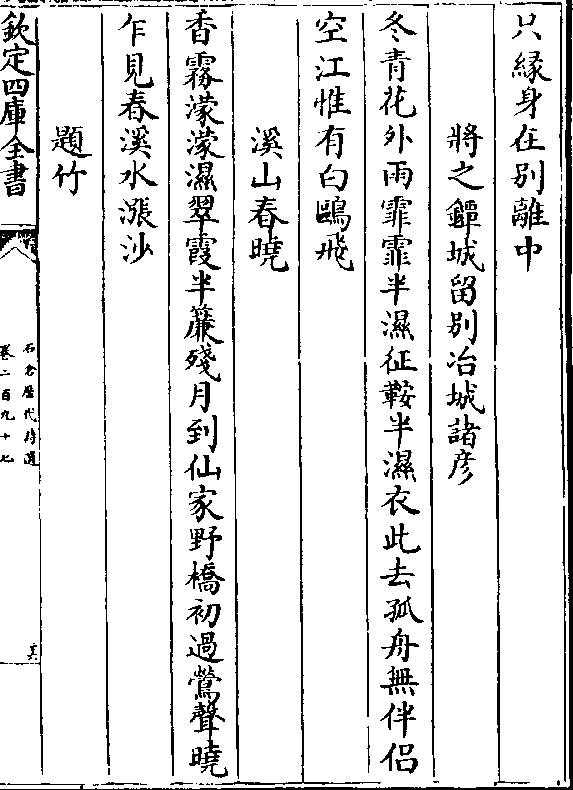 只緣身在別離中
將之鐔城留別冶城諸彦
冬青花外雨霏霏半濕征鞍半濕衣此去孤舟無伴侶
空江惟有白鷗飛
溪山春曉
香霧濛濛濕翠霞半簾殘月到仙家野橋初過鶯聲曉
乍見春溪水漲沙
題竹
欽定四庫全書
石倉歴代詩選
卷二百九十七